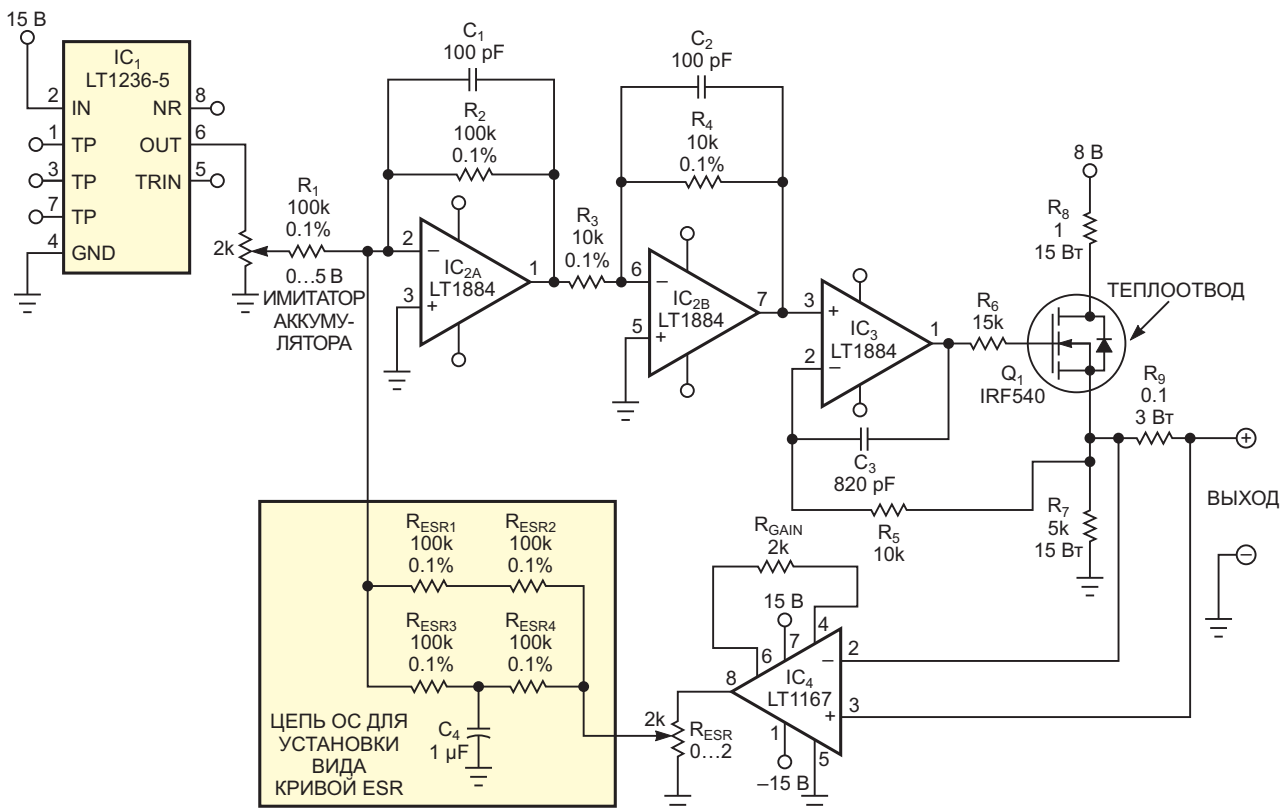 15 В
IC1
LT1236-5
2
IN
NR
8
1
TP
OUT
6
3
TP
TRIN
5
7
TP
4
GND
2k
R1
100k
0.1%
0...5 В
ИМИТАТОР
АККУМУ-
ЛЯТОРА
C1
100 pF
R2
100k
0.1%
2
–
IC2A
LT1884
3
+
1
R3
10k
0.1%
C2
100 pF
R4
10k
0.1%
6
–
IC2B
LT1884
5
+
7
3
+
IC3
LT1884
2
–
1
C3
820 pF
R5
10k
R6
15k
8 В
R8
1
15 Вт
ТЕПЛООТВОД
Q1
IRF540
R9
0.1
3 Вт
+
ВЫХОД
–
R7
5k
15 Вт
RGAIN
2k
15 В
4
7
6
8
2
–
IC4
LT1167
3
+
1
5
–15 В
2k
RESR
0...2
RESR1
100k
0.1%
RESR2
100k
0.1%
RESR3
100k
0.1%
RESR4
100k
0.1%
C4
1 µF
ЦЕПЬ ОС ДЛЯ
УСТАНОВКИ
ВИДА
КРИВОЙ ESR